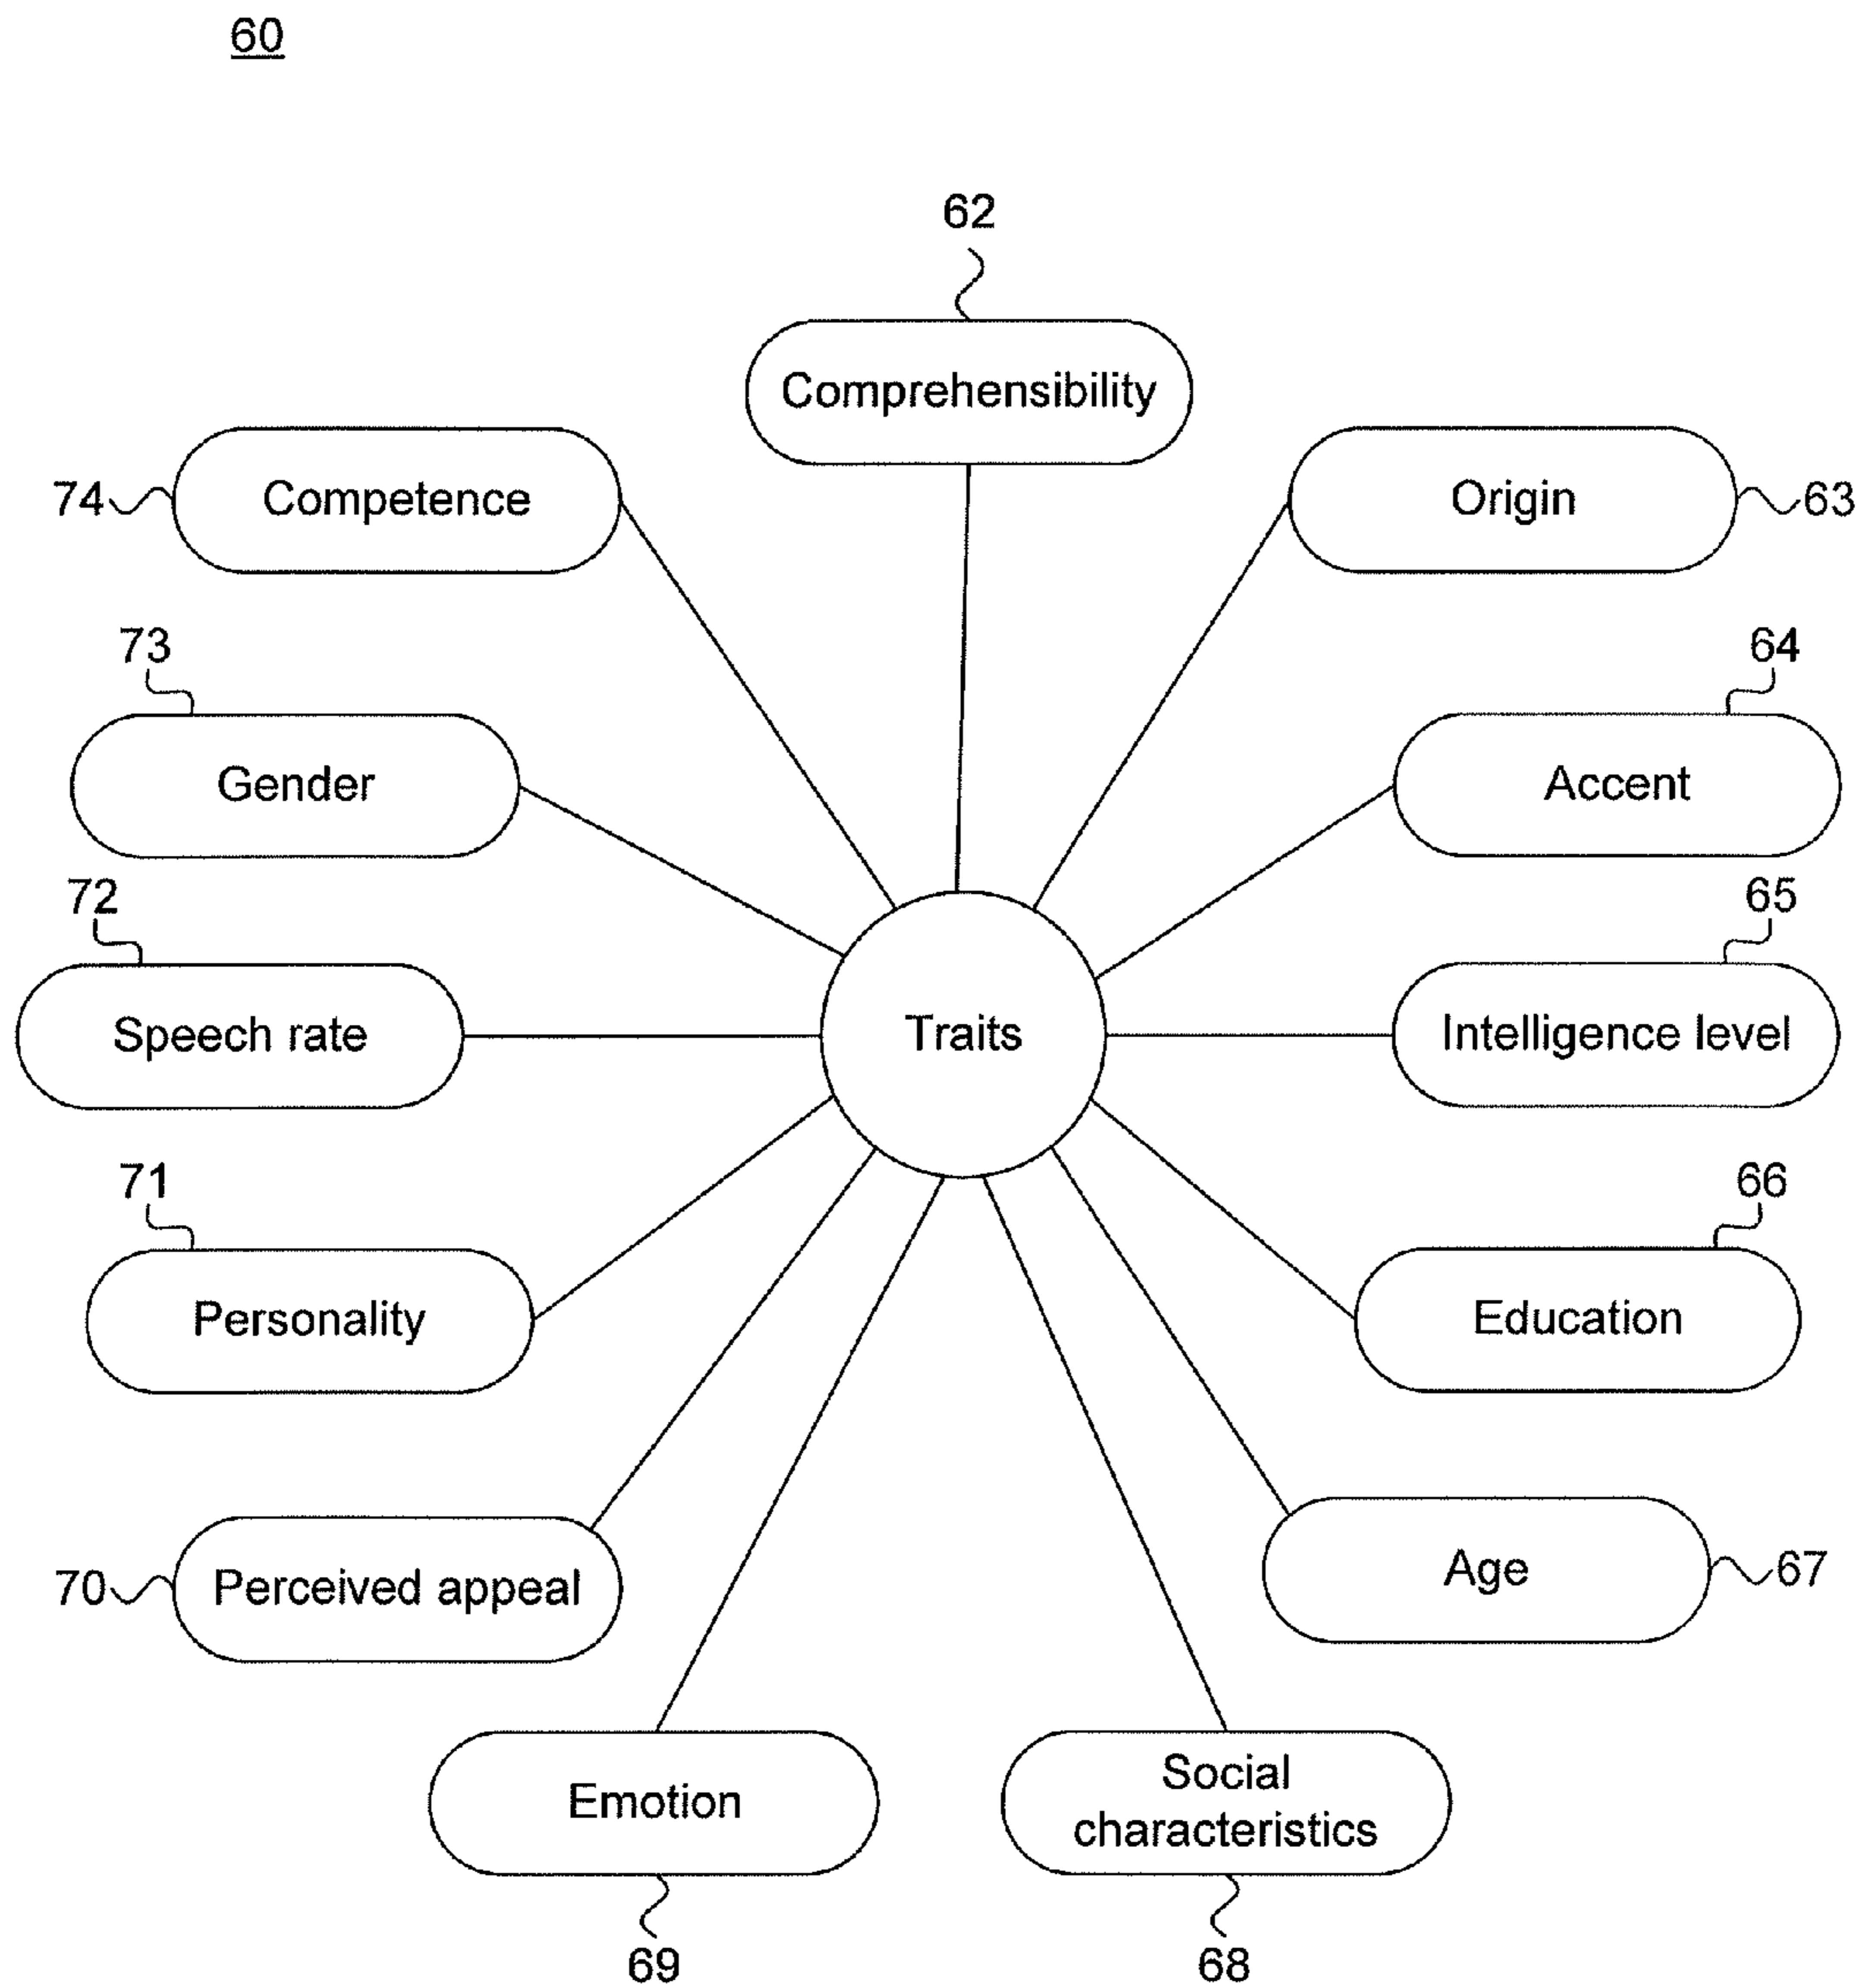 60
62
Comprehensibility
74
Competence
Origin
63
73
64
Gender
Accent
72
65
Speech rate
Traits
Intelligence level
71
66
Personality
Education
70
Perceived appeal
Age
67
Emotion
Social
characteristics
69
68